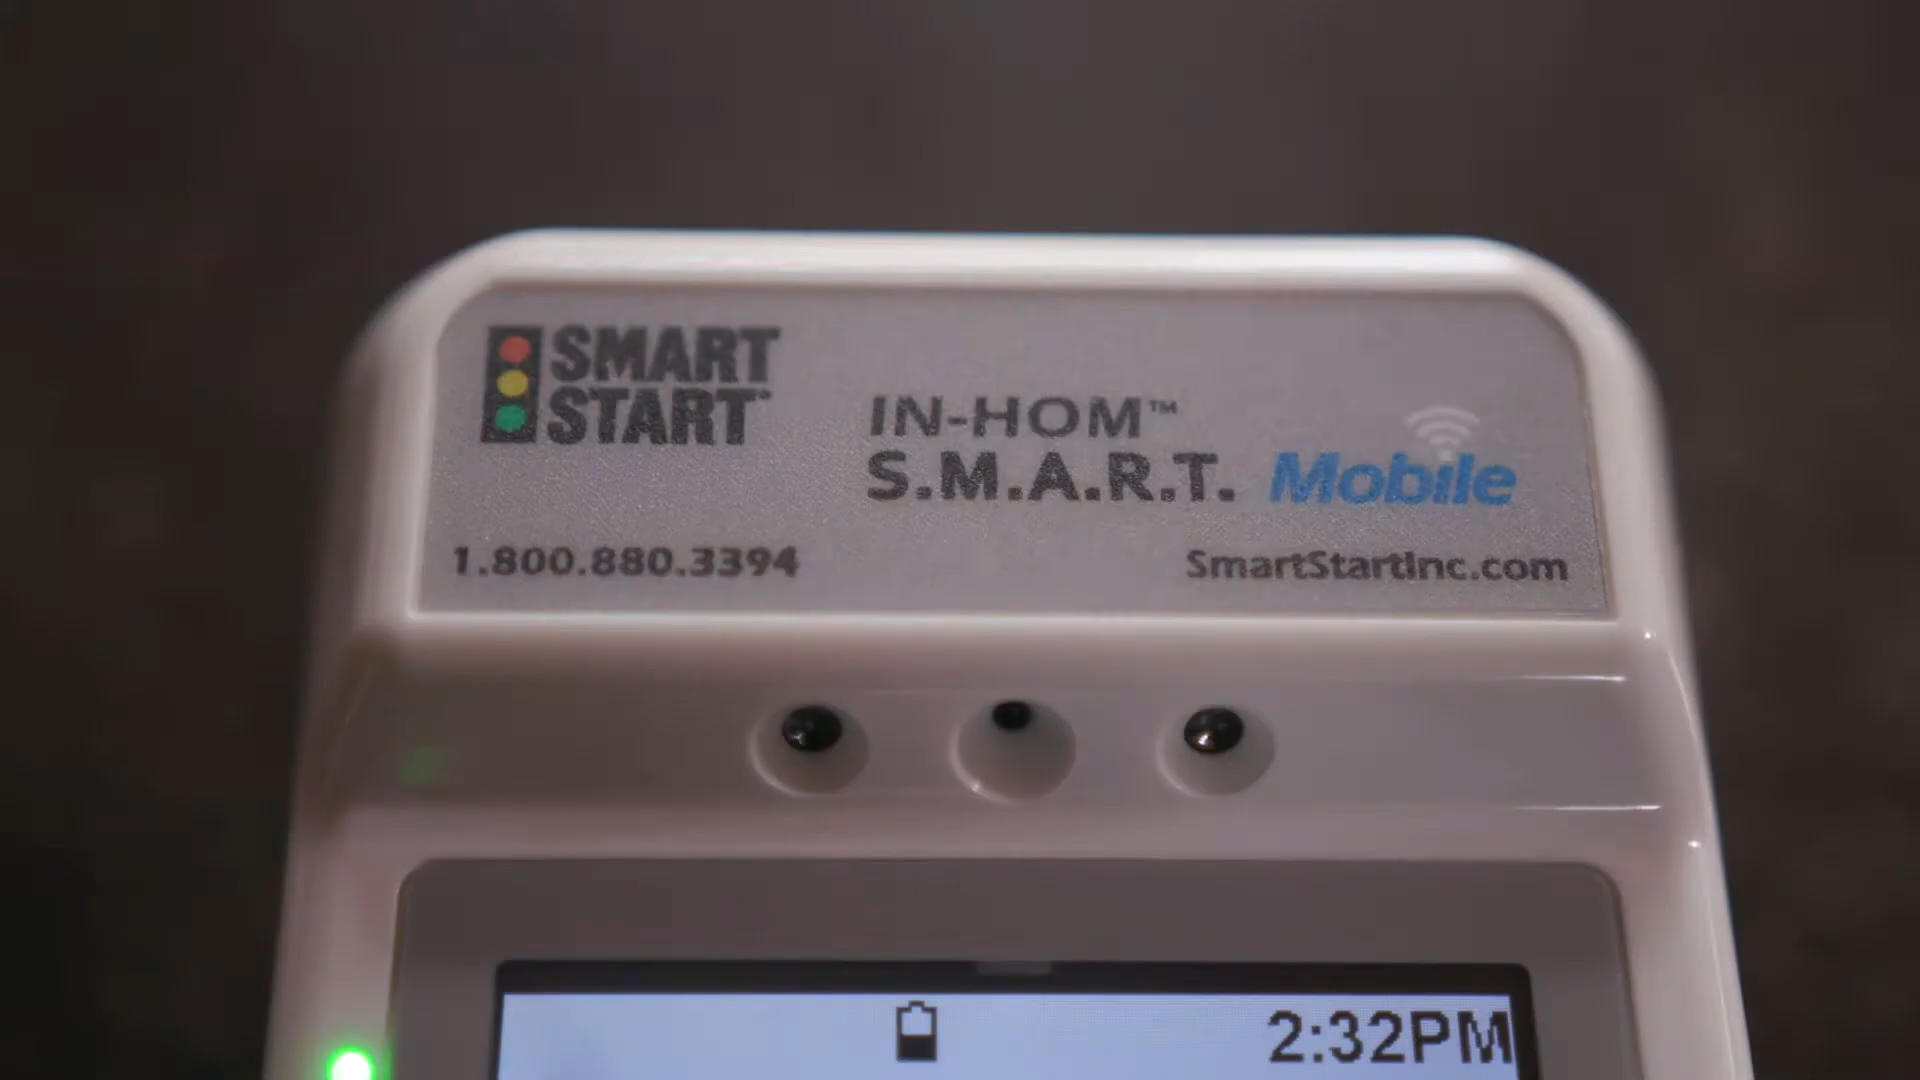 SMART
START
IN-HOM™
S.M.A.R.T. Mobile
1.800.880.3394
SmartStartInc.com
2:32PM